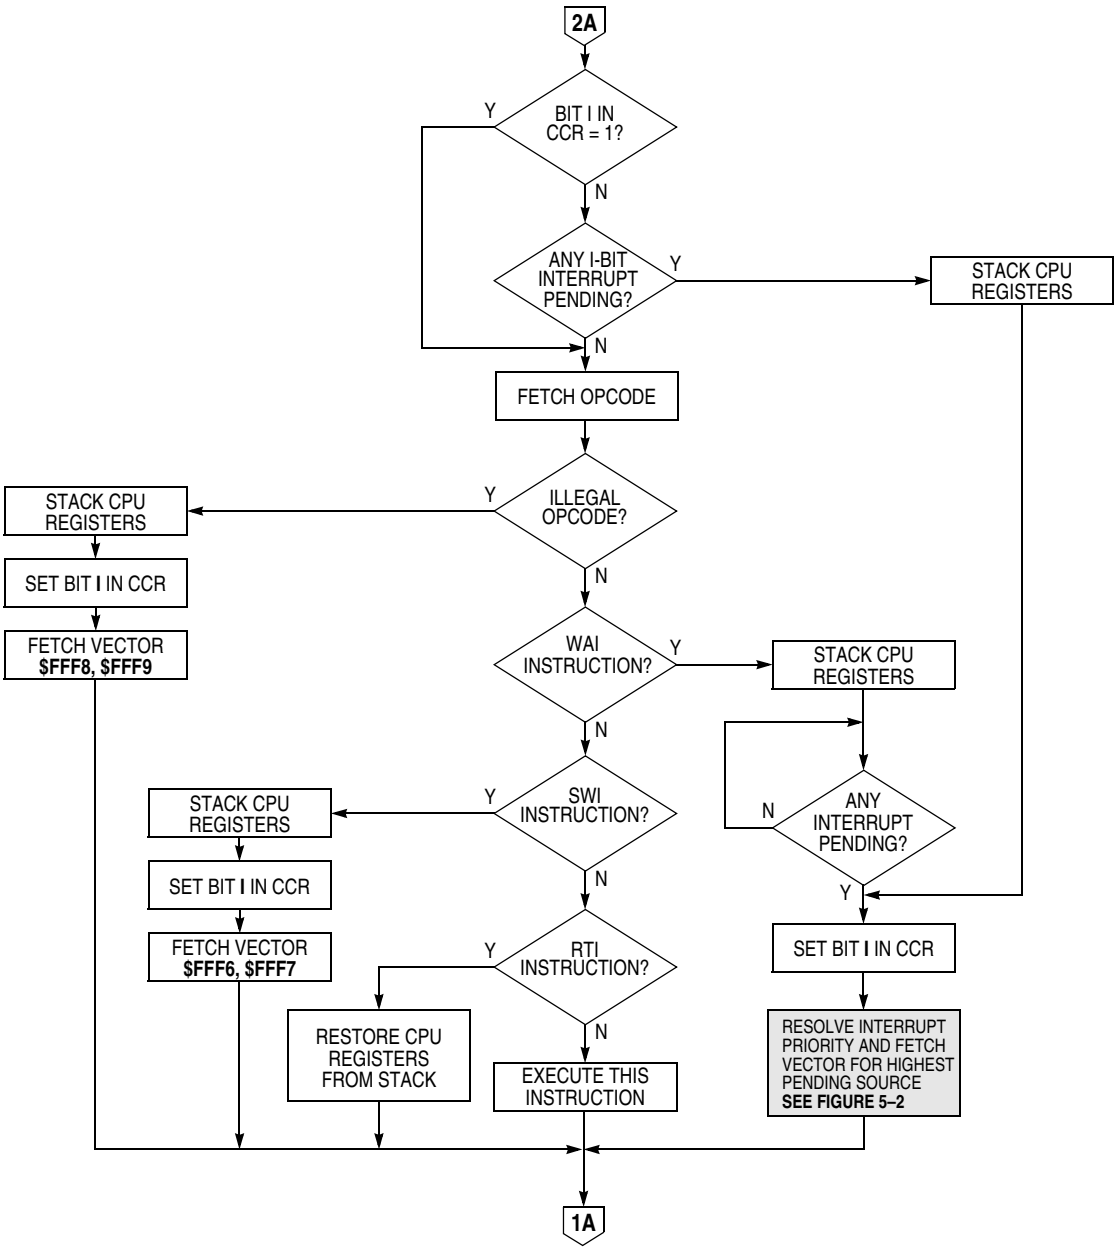 2A
BIT I IN
CCR = 1?
Y
N
ANY I-BIT
INTERRUPT
PENDING?
Y
N
STACK CPU
REGISTERS
FETCH OPCODE
ILLEGAL
OPCODE?
Y
N
STACK CPU
REGISTERS
SET BIT I IN CCR
FETCH VECTOR
$FFF8, $FFF9
WAI
INSTRUCTION?
Y
N
STACK CPU
REGISTERS
ANY
INTERRUPT
PENDING?
N
Y
SWI
INSTRUCTION?
Y
N
STACK CPU
REGISTERS
SET BIT I IN CCR
FETCH VECTOR
$FFF6, $FFF7
RTI
INSTRUCTION?
Y
N
SET BIT I IN CCR
RESTORE CPU
REGISTERS
FROM STACK
EXECUTE THIS
INSTRUCTION
RESOLVE INTERRUPT
PRIORITY AND FETCH
VECTOR FOR HIGHEST
PENDING SOURCE
SEE FIGURE 5–2
1A